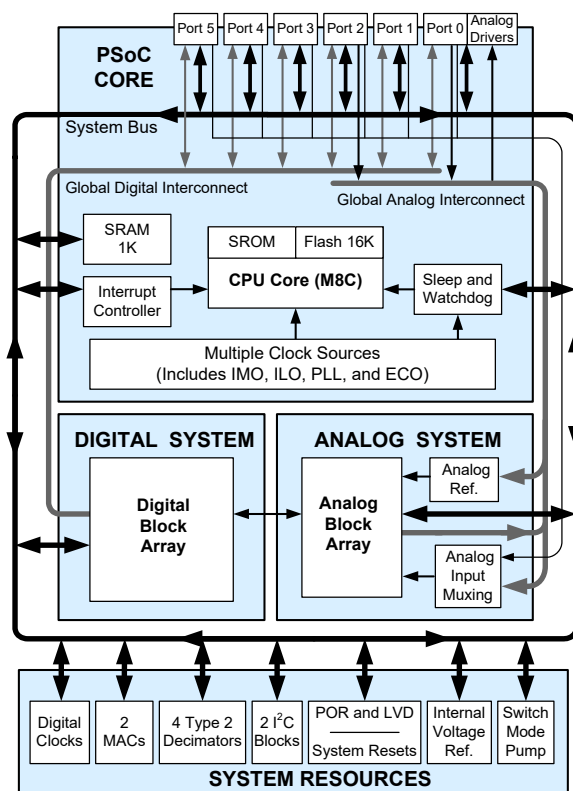 Port 5 Port 4 Port 3 Port 2 Port 1 Port 0 Analog
Drivers
PSoC
CORE
System Bus
Global Digital Interconnect
Global Analog Interconnect
SRAM
1K
SROM Flash 16K
CPU Core (M8C)
Interrupt
Controller
Sleep and
Watchdog
Multiple Clock Sources
(Includes IMO, ILO, PLL, and ECO)
DIGITAL SYSTEM
Digital
Block
Array
ANALOG SYSTEM
Analog
Block
Array
Analog
Ref.
Analog
Input
Muxing
Digital
Clocks
2
MACs
4 Type 2
Decimators
2 I²C
Blocks
POR and LVD
System Resets
Internal
Voltage
Ref.
Switch
Mode
Pump
SYSTEM RESOURCES